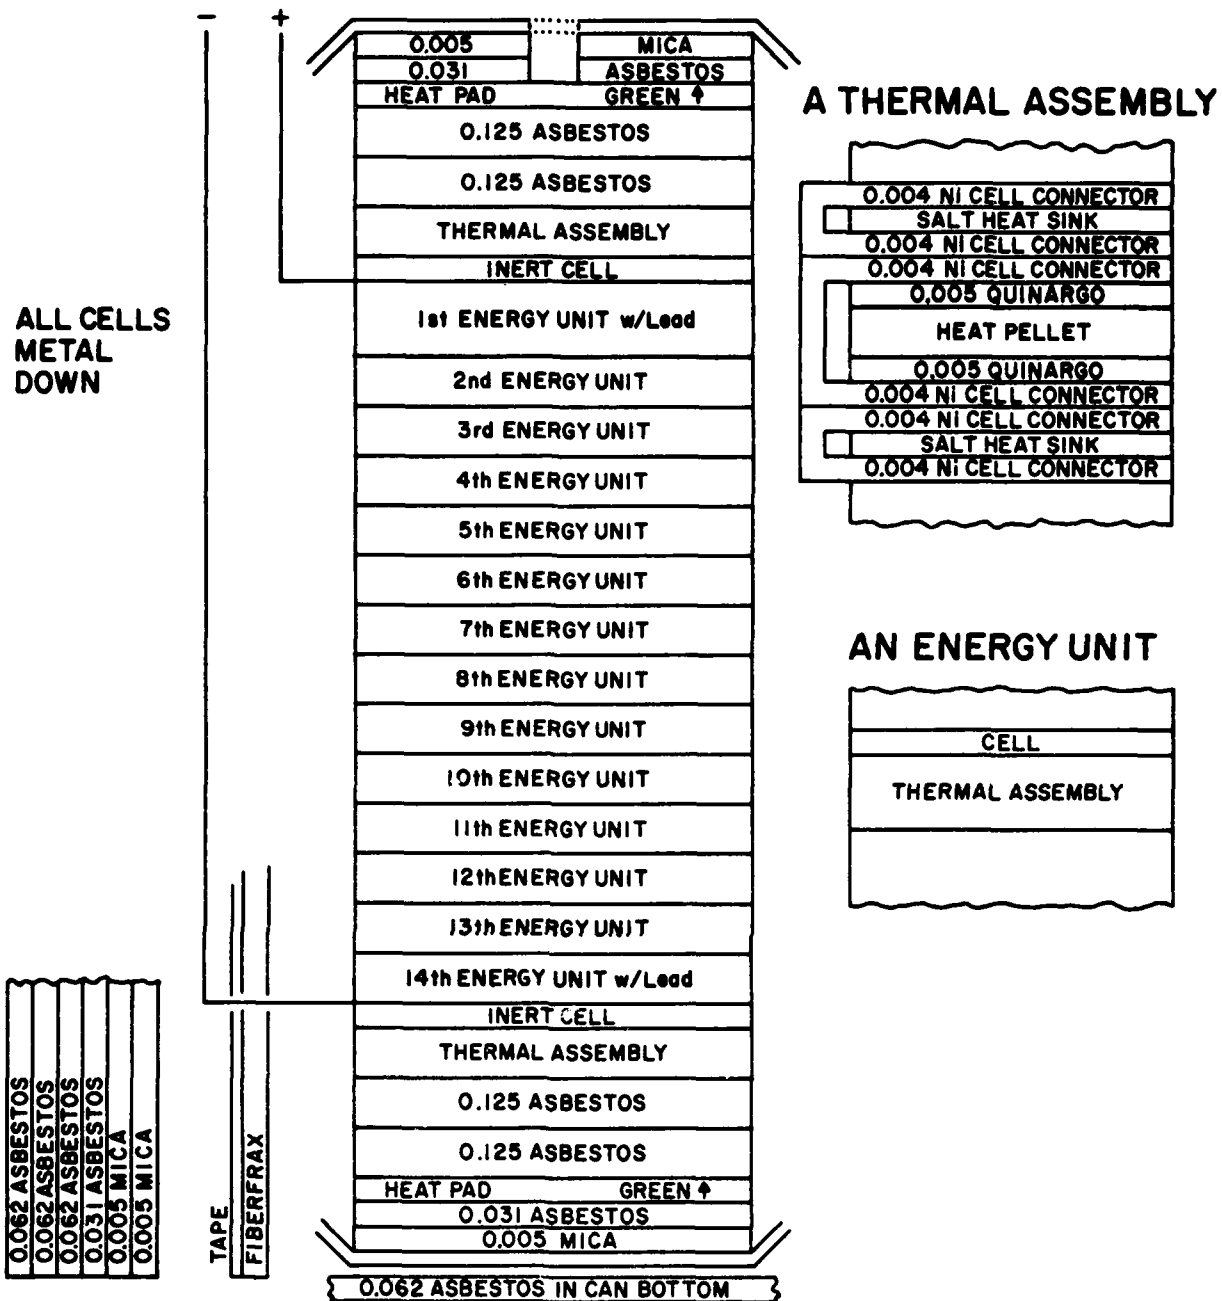 - +
0.005 MICA
0.031 ASBESTOS
HEAT PAD GREEN ↑
0.125 ASBESTOS
0.125 ASBESTOS
THERMAL ASSEMBLY
INERT CELL
1st ENERGY UNIT w/Lead
2nd ENERGY UNIT
3rd ENERGY UNIT
4th ENERGY UNIT
5th ENERGY UNIT
6th ENERGY UNIT
7th ENERGY UNIT
8th ENERGY UNIT
9th ENERGY UNIT
10th ENERGY UNIT
11th ENERGY UNIT
12th ENERGY UNIT
13th ENERGY UNIT
14th ENERGY UNIT w/Lead
INERT CELL
THERMAL ASSEMBLY
0.125 ASBESTOS
0.125 ASBESTOS
HEAT PAD GREEN ↑
0.031 ASBESTOS
0.005 MICA
0.062 ASBESTOS IN CAN BOTTOM
ALL CELLS
METAL
DOWN
0.062 ASBESTOS
0.062 ASBESTOS
0.062 ASBESTOS
0.031 ASBESTOS
0.005 MICA
0.005 MICA
TAPE
FIBERFRAX
A THERMAL ASSEMBLY
0.004 Ni CELL CONNECTOR
SALT HEAT SINK
0.004 Ni CELL CONNECTOR
0.004 Ni CELL CONNECTOR
0.005 QUINARGO
HEAT PELLET
0.005 QUINARGO
0.004 Ni CELL CONNECTOR
0.004 Ni CELL CONNECTOR
SALT HEAT SINK
0.004 Ni CELL CONNECTOR
AN ENERGY UNIT
CELL
THERMAL ASSEMBLY